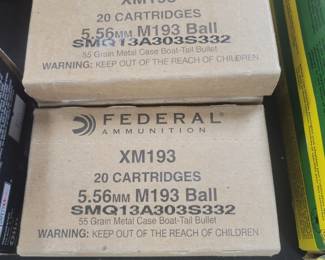 XM193
20 CARTRIDGES
5.56MM M193 Ball
SMQ13A303S332
55 Grain Metal Case Boat-Tail Bullet
WARNING: KEEP OUT OF THE REACH OF CHILDREN
FEDERAL
AMMUNITION
XM193
20 CARTRIDGES
5.56MM M193 Ball
SMQ13A303S332
55 Grain Metal Case Boat-Tail Bullet
WARNING: KEEP OUT OF THE REACH OF CHILDREN